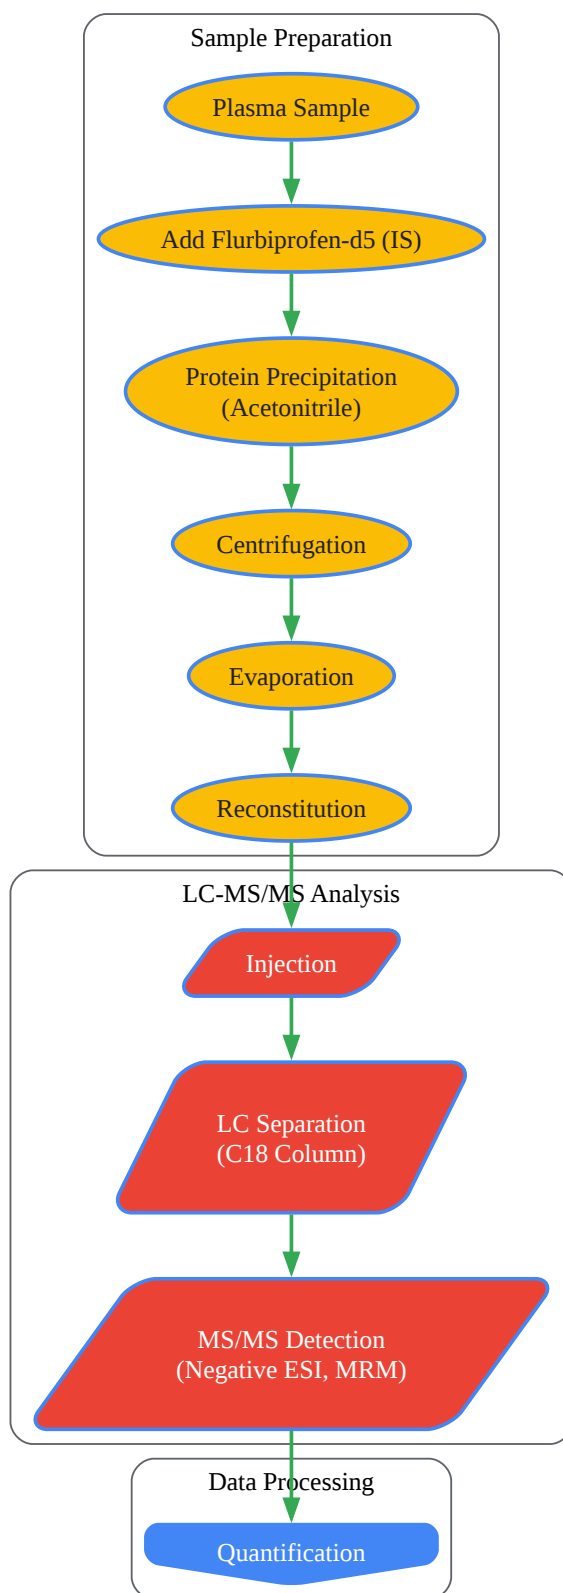 Sample Preparation
Plasma Sample
Add Flurbiprofen-d5 (IS)
Protein Precipitation
(Acetonitrile)
Centrifugation
Evaporation
Reconstitution
LC-MS/MS Analysis
Injection
LC Separation
(C18 Column)
MS/MS Detection
(Negative ESI, MRM)
Data Processing
Quantification